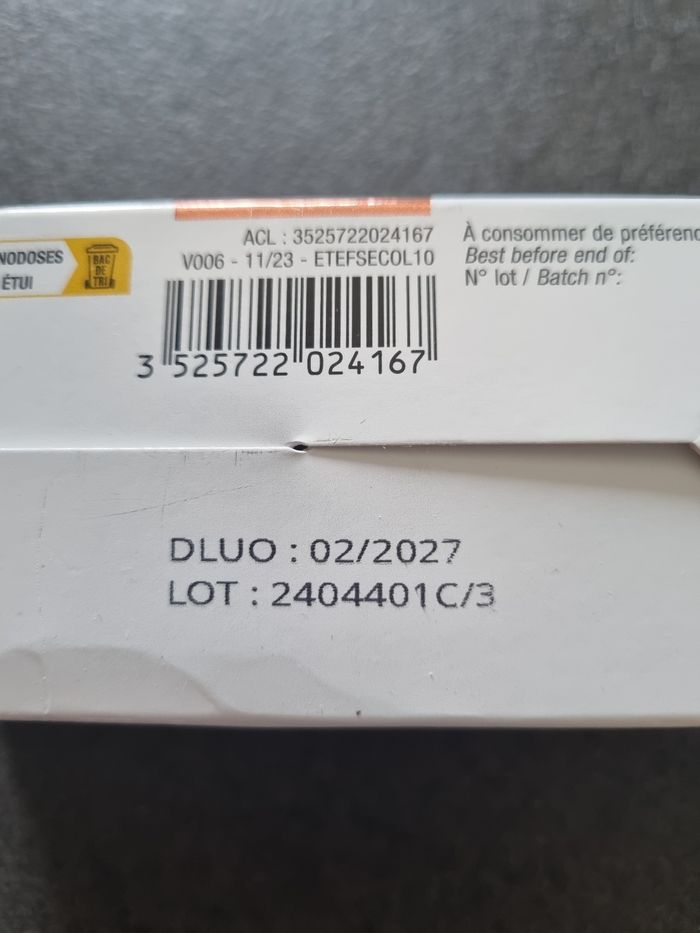 NODOSES
ÉTUI
BAC
DE
TRI
ACL : 3525722024167
V006 - 11/23 - ETEFSECOL10
3 525722 024167
À consommer de préférenc
Best before end of:
N° lot / Batch n°:
DLUO : 02/2027
LOT : 2404401C/3